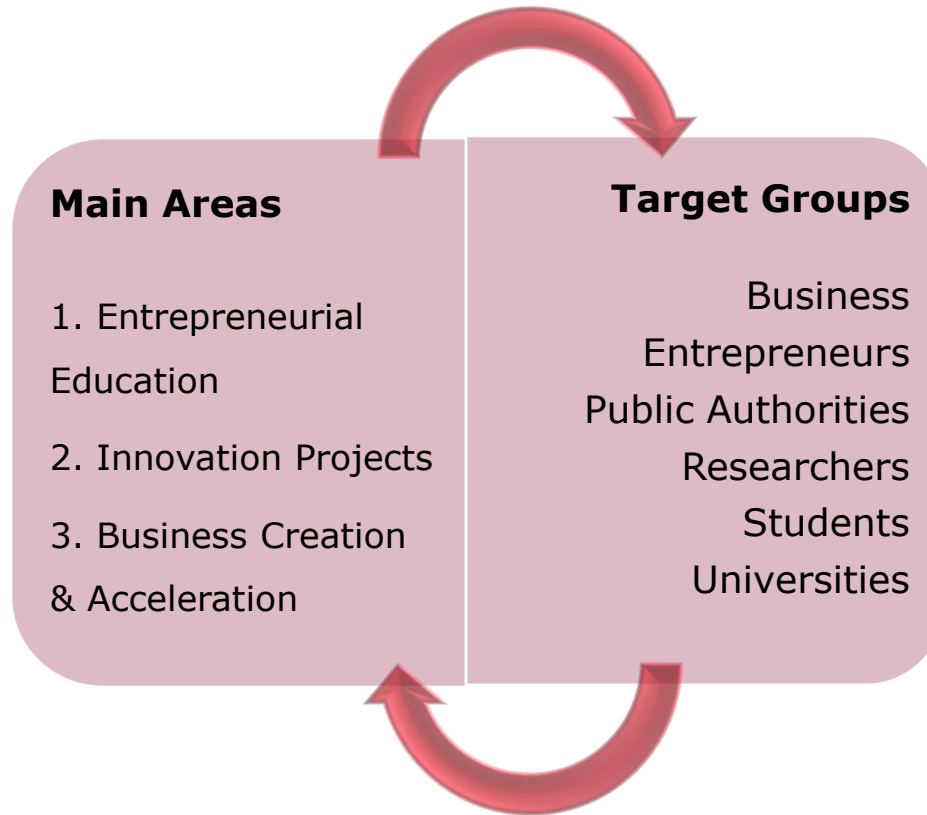 Main Areas
1. Entrepreneurial
Education
2. Innovation Projects
3. Business Creation
& Acceleration
Target Groups
Business
Entrepreneurs
Public Authorities
Researchers
Students
Universities